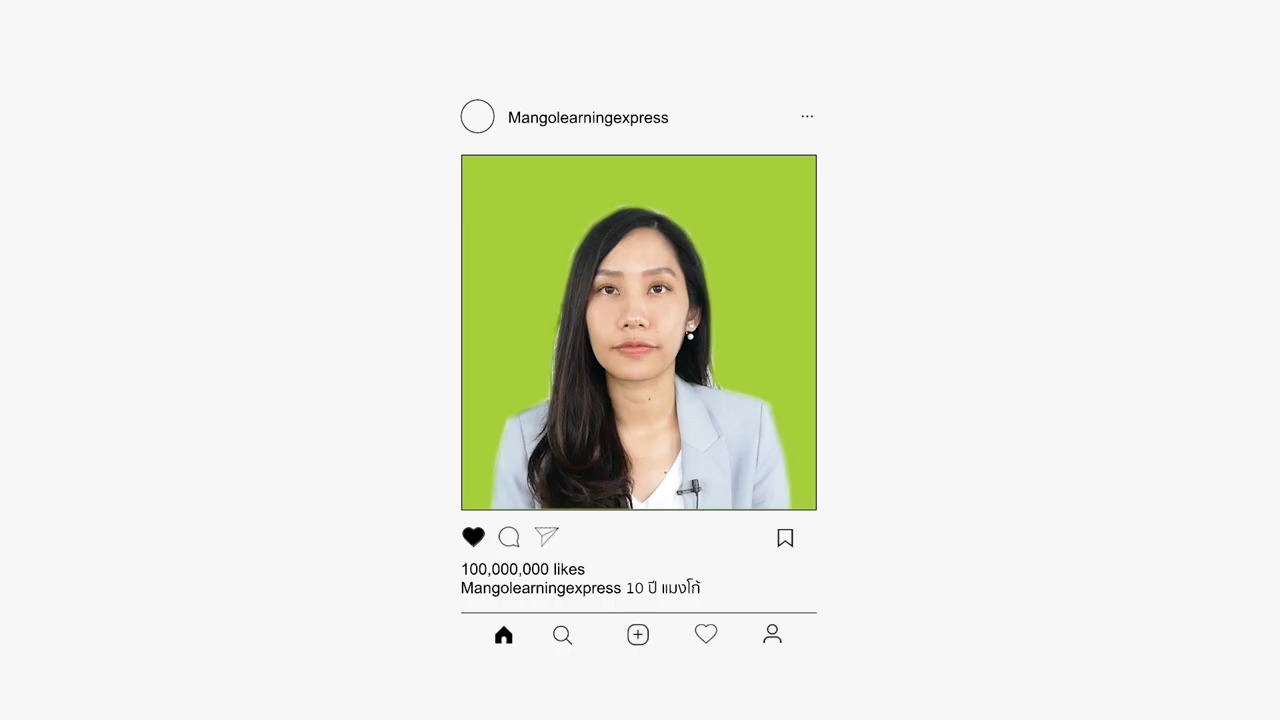 Mangolearningexpress
100,000,000 likes
Mangolearningexpress 10 ปี แมงโก้